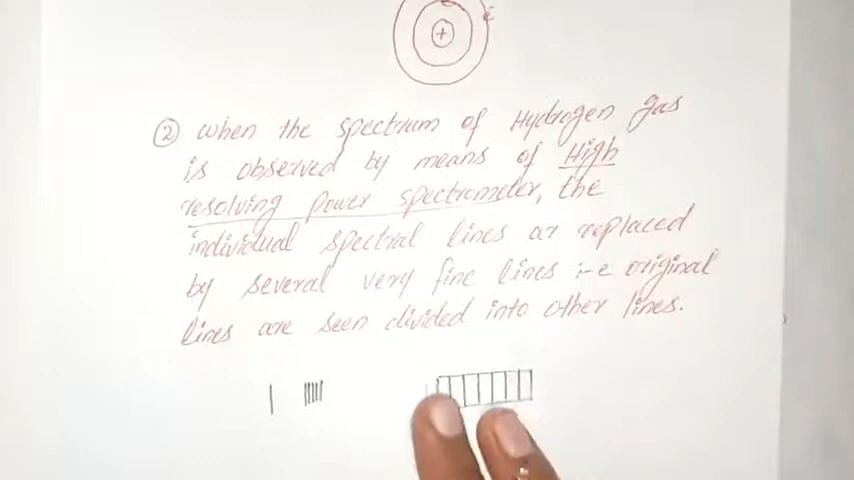 +
② when the spectrum of Hydrogen gas
is observed by means of High
resolving power spectrometer, the
individual spectral lines ar replaced
by several very fine lines i-e original
lines are seen divided into other lines.